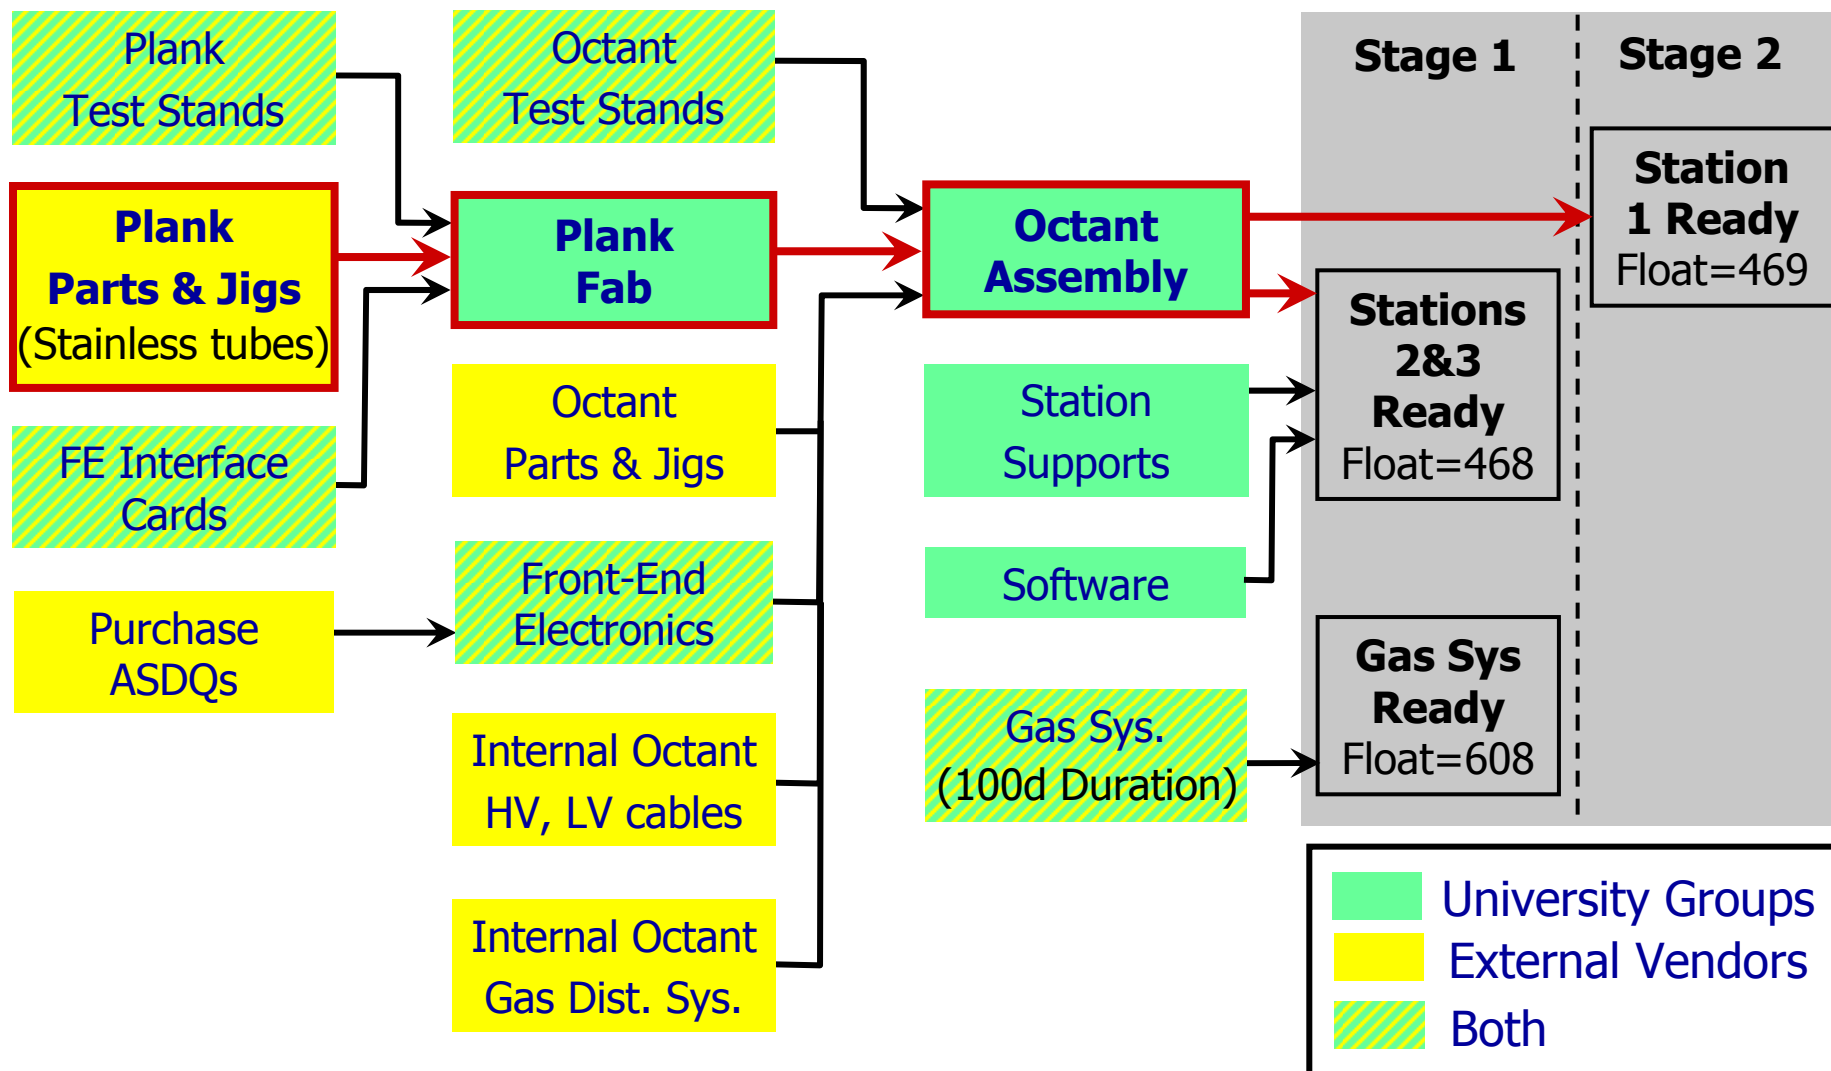 Plank
Test Stands
Plank
Parts & Jigs
(Stainless tubes)
FE Interface
Cards
Purchase
ASDQs
Octant
Test Stands
Plank
Fab
Octant
Parts & Jigs
Front-End
Electronics
Internal Octant
HV, LV cables
Internal Octant
Gas Dist. Sys.
Octant
Assembly
Station
Supports
Software
Gas Sys.
(100d Duration)
Stage 1
Stations
2&3
Ready
Float=468
Gas Sys
Ready
Float=608
Stage 2
Station
1 Ready
Float=469
University Groups
External Vendors
Both